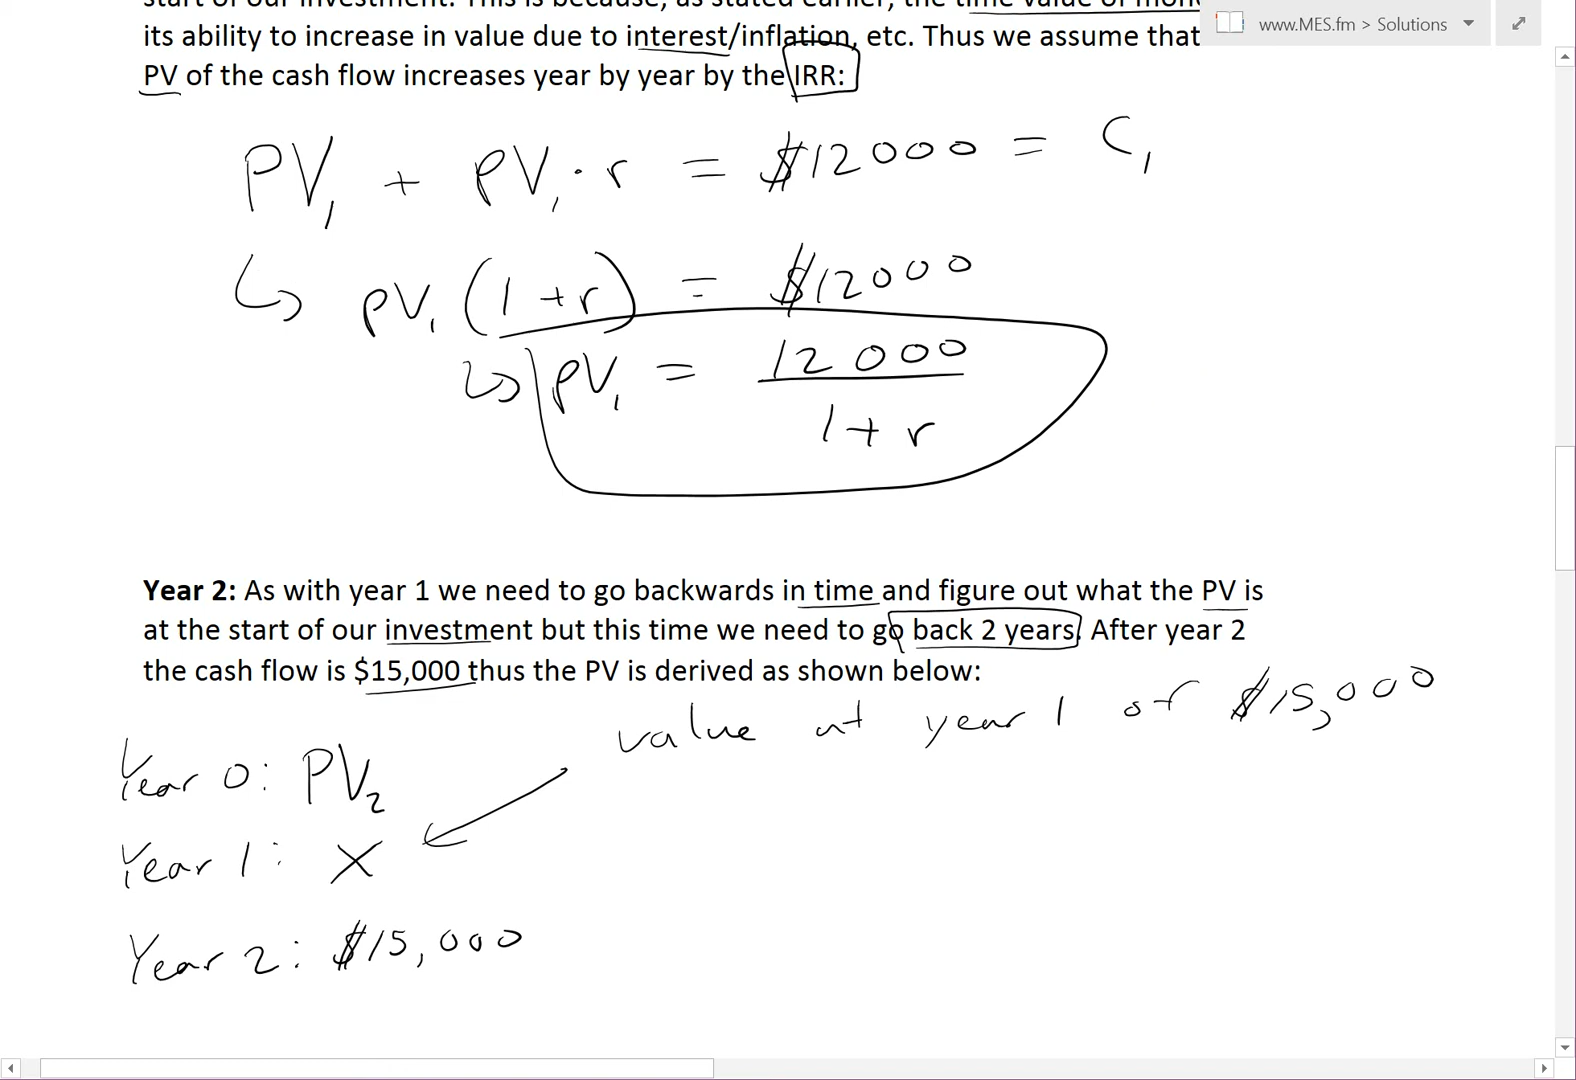 www.MES.fm > Solutions
its ability to increase in value due to interest/inflation, etc. Thus we assume that
PV of the cash flow increases year by year by the IRR:
PV₁ + PV₁ · r = $12000 = C₁
↳ PV₁ (1 + r) = $12000
↳ PV₁ = 12000
1 + r
Year 2: As with year 1 we need to go backwards in time and figure out what the PV is
at the start of our investment but this time we need to go back 2 years. After year 2
the cash flow is $15,000 thus the PV is derived as shown below:
value at year 1 of $15,000
Year 0: PV₂
Year 1: X
Year 2: $15,000